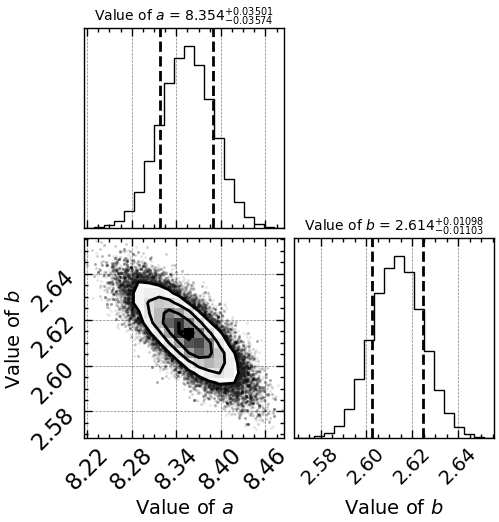 Value of a = 8.354+0.03501 −0.03574
Value of b = 2.614+0.01098 −0.01103
Value of b
2.64
2.62
2.60
2.58
8.22 8.28 8.34 8.40 8.46
2.58 2.60 2.62 2.64
Value of a
Value of b